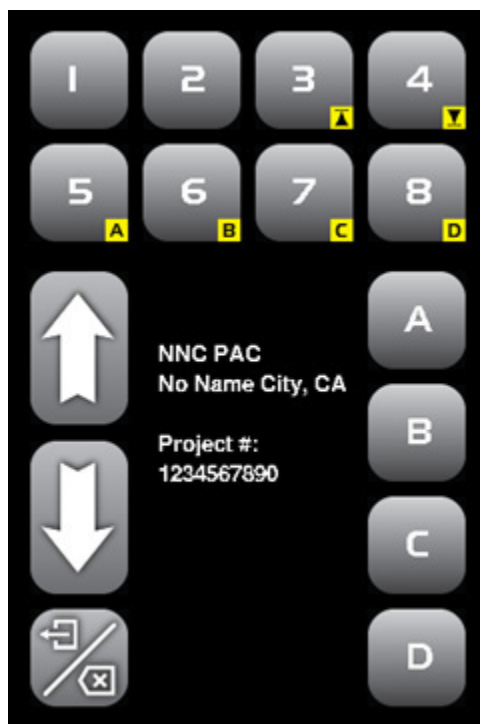 1 2 3 4
5 A 6 B 7 C 8 D
A
NNC PAC
No Name City, CA
B
Project #:
1234567890
C
D